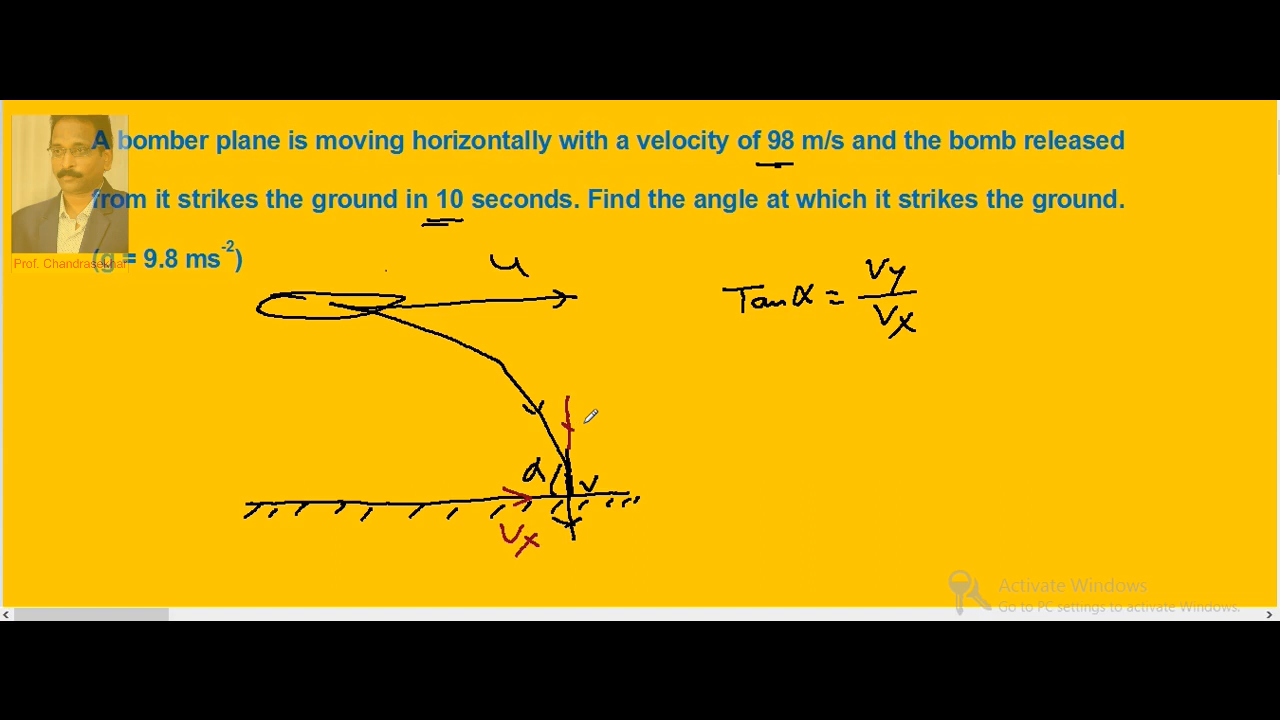 A bomber plane is moving horizontally with a velocity of 98 m/s and the bomb released
from it strikes the ground in 10 seconds. Find the angle at which it strikes the ground.
(g = 9.8 ms-2)
Prof. Chandrasekhar
u
Tanα = Vy/Vx
α
V
Vx
Activate Windows
Go to PC settings to activate Windows.